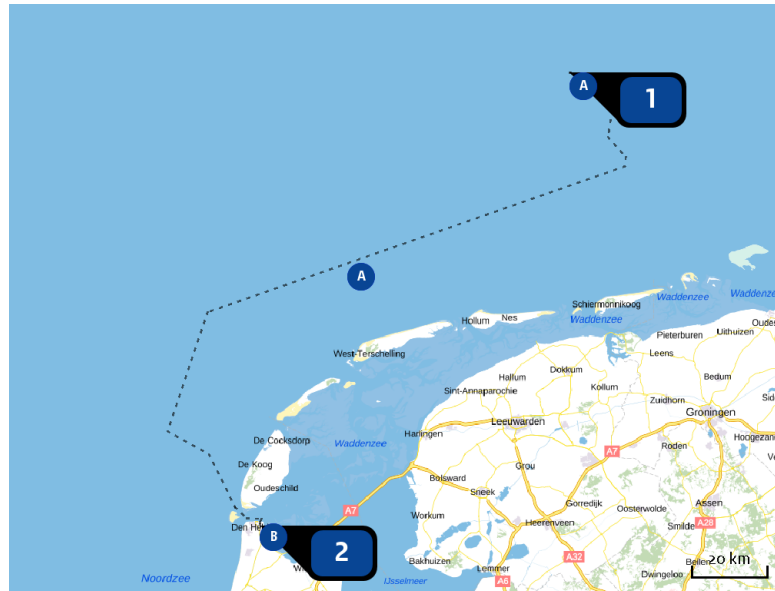 A
1
A
Schiermonnikoog
Waddenzee
Waddenzee
Waddenzee
Hollum
Nes
Pieterburen
Uithuizen
Leens
West-Terschelling
Hallum
Dokkum
Bedum
Sint-Annaparochie
Kollum
Zuidhorn
Groningen
Leeuwarden
Harlingen
De Cocksdorp
Waddenzee
Hoogezan
Roden
A7
De Koog
Grou
Bolsward
Sneek
Oudeschild
A7
Gorredijk
Oosterwolde
Assen
Workum
Heerenveen
Smilde
A28
Den He
B
2
A32
Bakhuizen
Lemmer
Beilen
20 km
Noordzee
IJsselmeer
A6
Dwingeloo